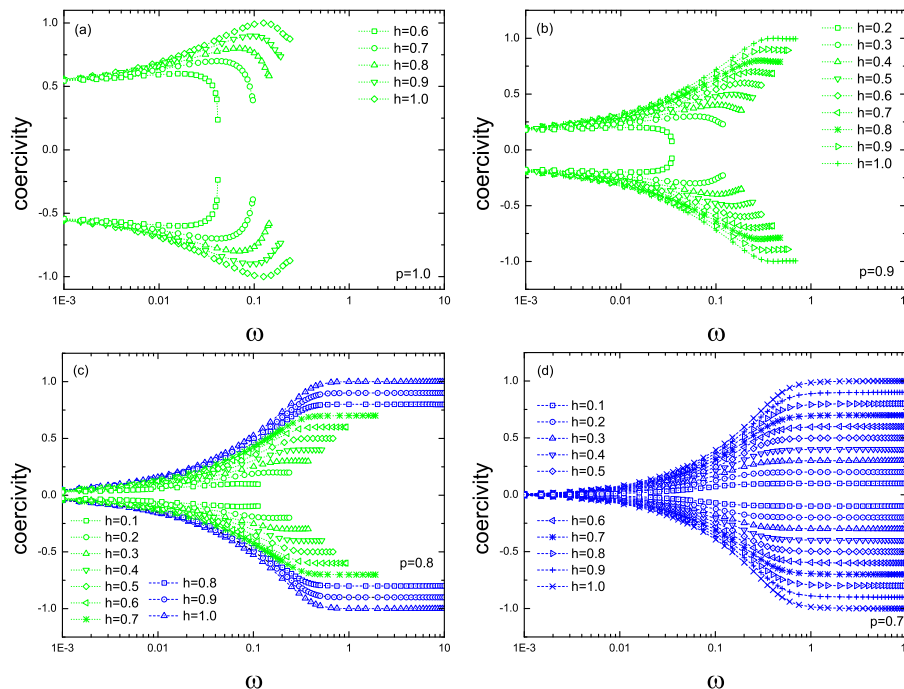 (a)
1.0
0.5
0.0
-0.5
-1.0
coercivity
h=0.6
h=0.7
h=0.8
h=0.9
h=1.0
p=1.0
1E-3 0.01 0.1 1 10
ω
(b)
1.0
0.5
0.0
-0.5
-1.0
coercivity
h=0.2
h=0.3
h=0.4
h=0.5
h=0.6
h=0.7
h=0.8
h=0.9
h=1.0
p=0.9
1E-3 0.01 0.1 1
ω
(c)
1.0
0.5
0.0
-0.5
-1.0
coercivity
h=0.1
h=0.2
h=0.3
h=0.4
h=0.5
h=0.6
h=0.7
h=0.8
h=0.9
h=1.0
p=0.8
1E-3 0.01 0.1 1 10
ω
(d)
1.0
0.5
0.0
-0.5
-1.0
coercivity
h=0.1
h=0.2
h=0.3
h=0.4
h=0.5
h=0.6
h=0.7
h=0.8
h=0.9
h=1.0
p=0.7
1E-3 0.01 0.1 1
ω